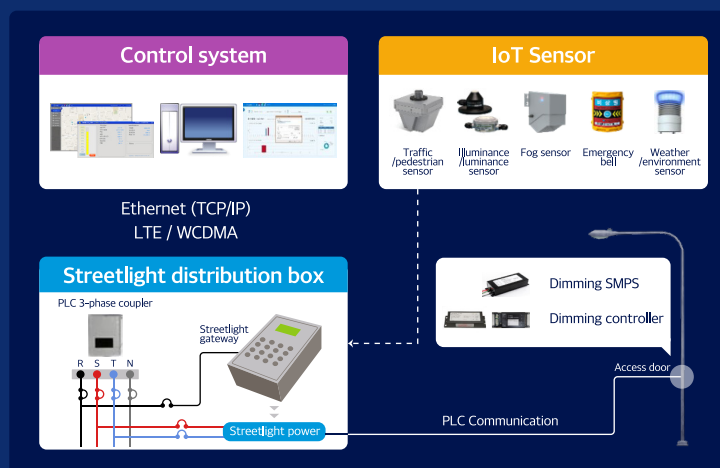 Control system
IoT Sensor
Traffic
/pedestrian
sensor
Illuminance
/luminance
sensor
Fog sensor
Emergency
bell
Weather
/environment
sensor
Ethernet (TCP/IP)
LTE / WCDMA
Streetlight distribution box
PLC 3-phase coupler
Streetlight
gateway
R S T N
Streetlight power
Dimming SMPS
Dimming controller
Access door
PLC Communication